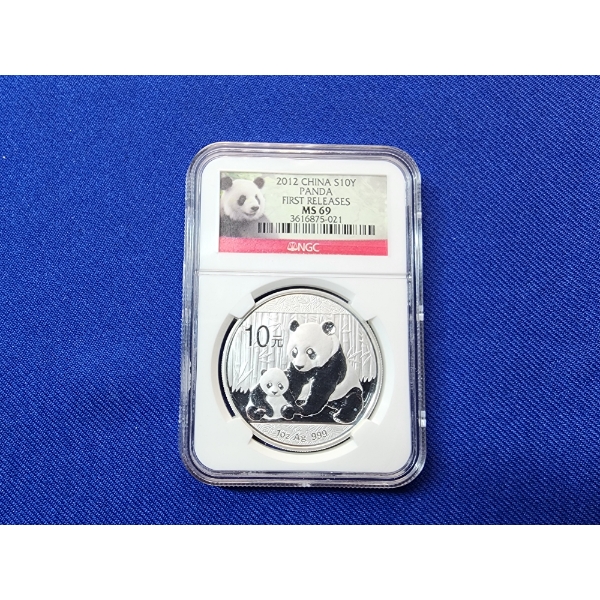 2012 CHINA S10Y
PANDA
FIRST RELEASES
MS 69
3616875-021
NGC
10元
1oz Ag .999